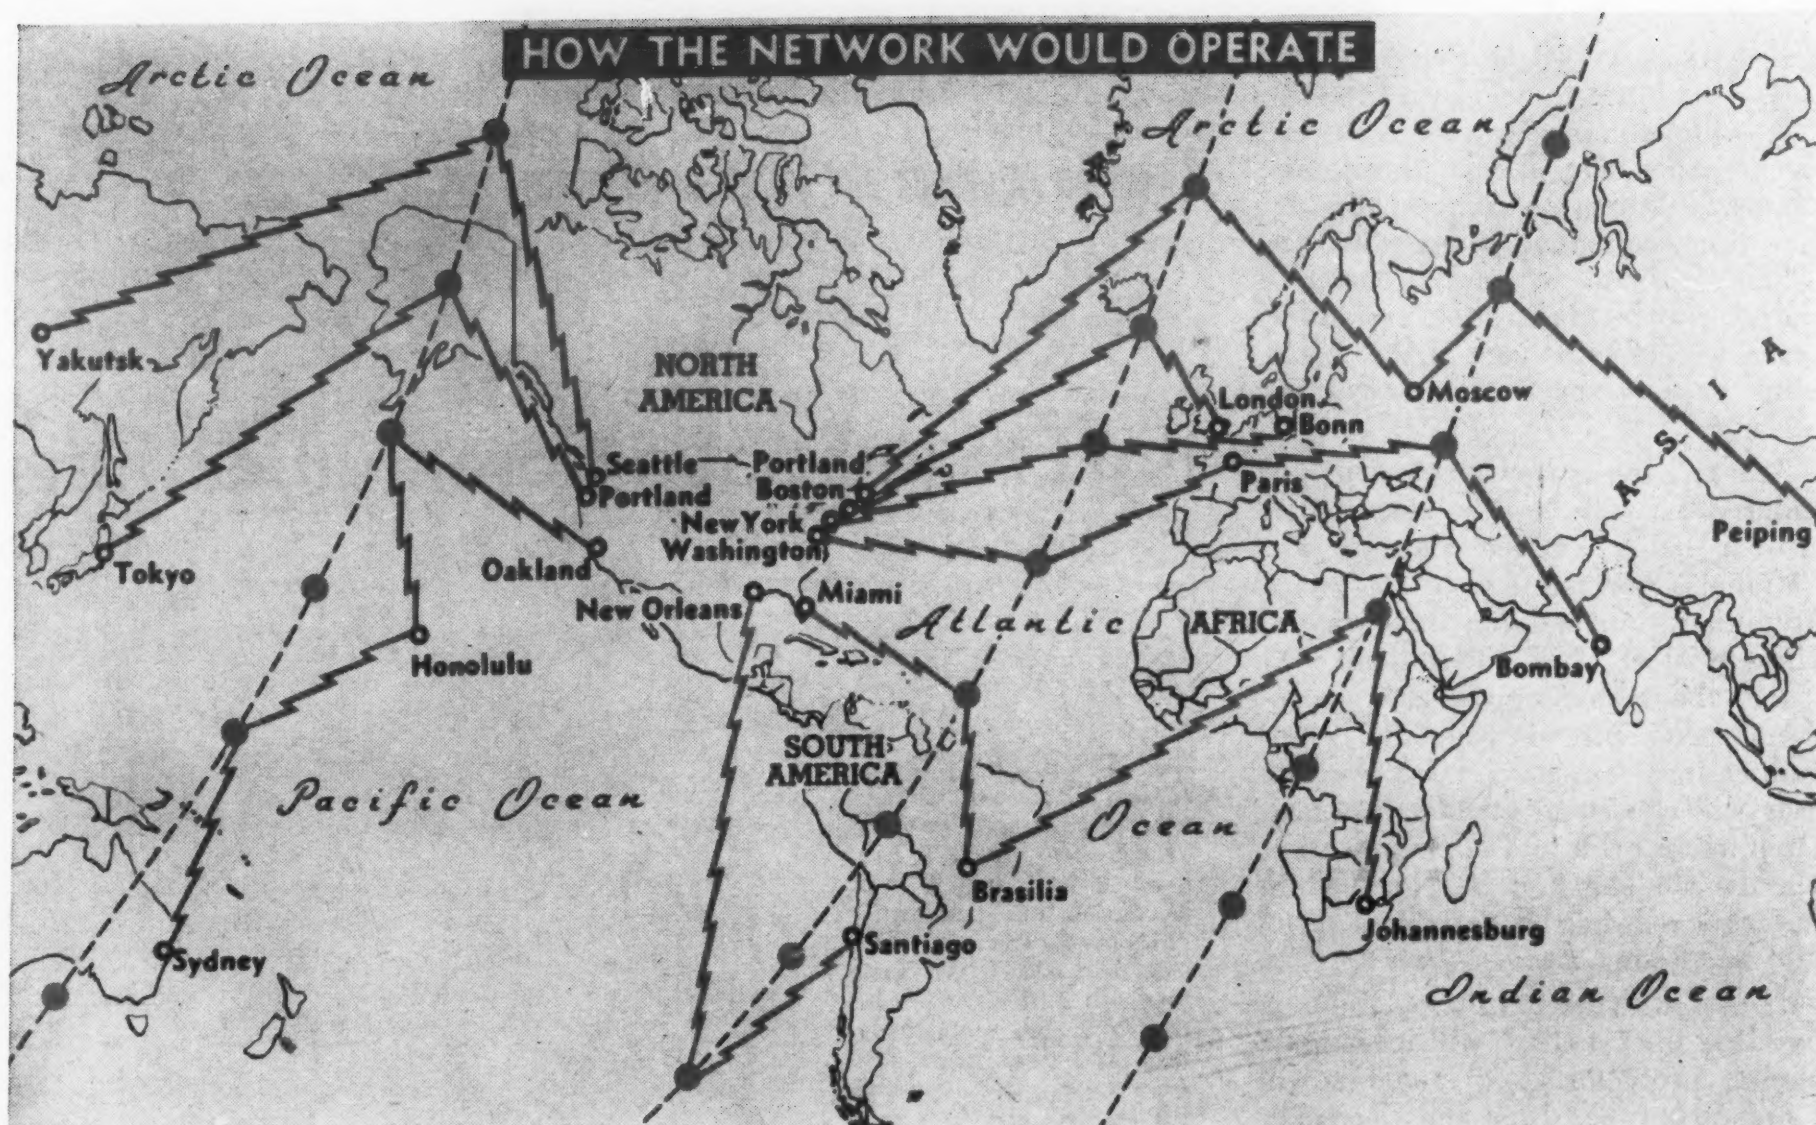 HOW THE NETWORK WOULD OPERATE
Arctic Ocean
Arctic Ocean
Yakutsk
NORTH
AMERICA
London
Bonn
Moscow
ASIA
Seattle
Portland
Portland
Boston
New York
Washington
Paris
Peiping
Tokyo
Oakland
New Orleans
Miami
Atlantic
Ocean
AFRICA
Honolulu
Bombay
SOUTH
AMERICA
Pacific Ocean
Brasilia
Santiago
Johannesburg
Sydney
Indian Ocean